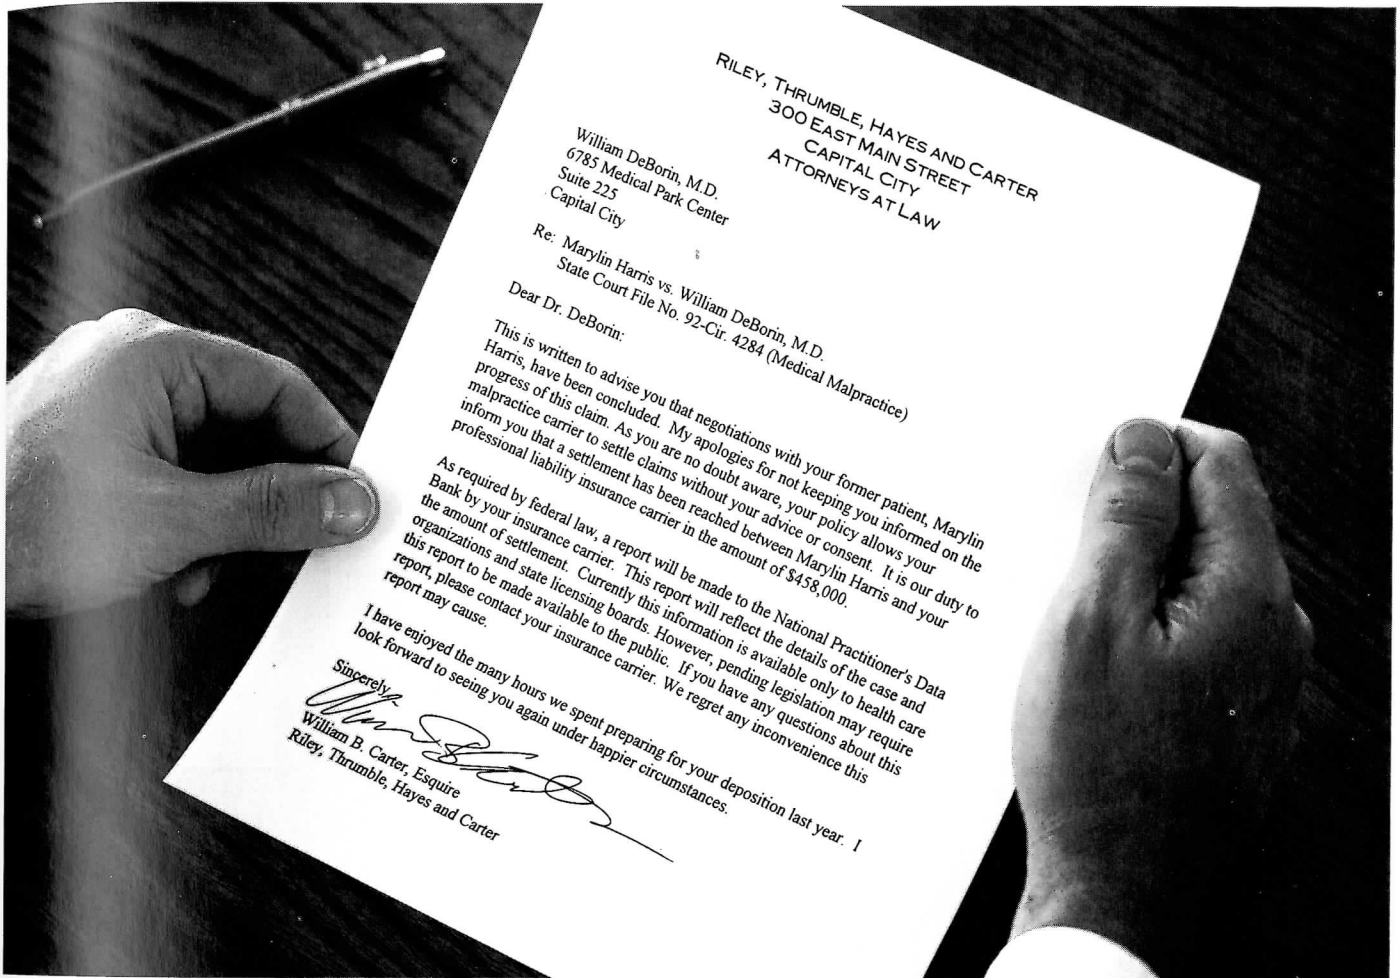 RILEY, THRUMBLE, HAYES AND CARTER
300 EAST MAIN STREET
CAPITAL CITY
ATTORNEYS AT LAW
William DeBorin, M.D.
6785 Medical Park Center
Suite 225
Capital City
Re: Marylin Harris vs. William DeBorin, M.D.
State Court File No. 92-Cir. 4284 (Medical Malpractice)
Dear Dr. DeBorin:
This is written to advise you that negotiations with your former patient, Marylin
Harris, have been concluded. My apologies for not keeping you informed on the
progress of this claim. As you are no doubt aware, your policy allows your
malpractice carrier to settle claims without your advice or consent. It is our duty to
inform you that a settlement has been reached between Marylin Harris and your
professional liability insurance carrier in the amount of $458,000.
As required by federal law, a report will be made to the National Practitioner's Data
Bank by your insurance carrier. This report will reflect the details of the case and
the amount of settlement. Currently this information is available only to health care
organizations and state licensing boards. However, pending legislation may require
this report to be made available to the public. If you have any questions about this
report, please contact your insurance carrier. We regret any inconvenience this
report may cause.
I have enjoyed the many hours we spent preparing for your deposition last year. I
look forward to seeing you again under happier circumstances.
Sincerely,
William B. Carter, Esquire
Riley, Thrumble, Hayes and Carter